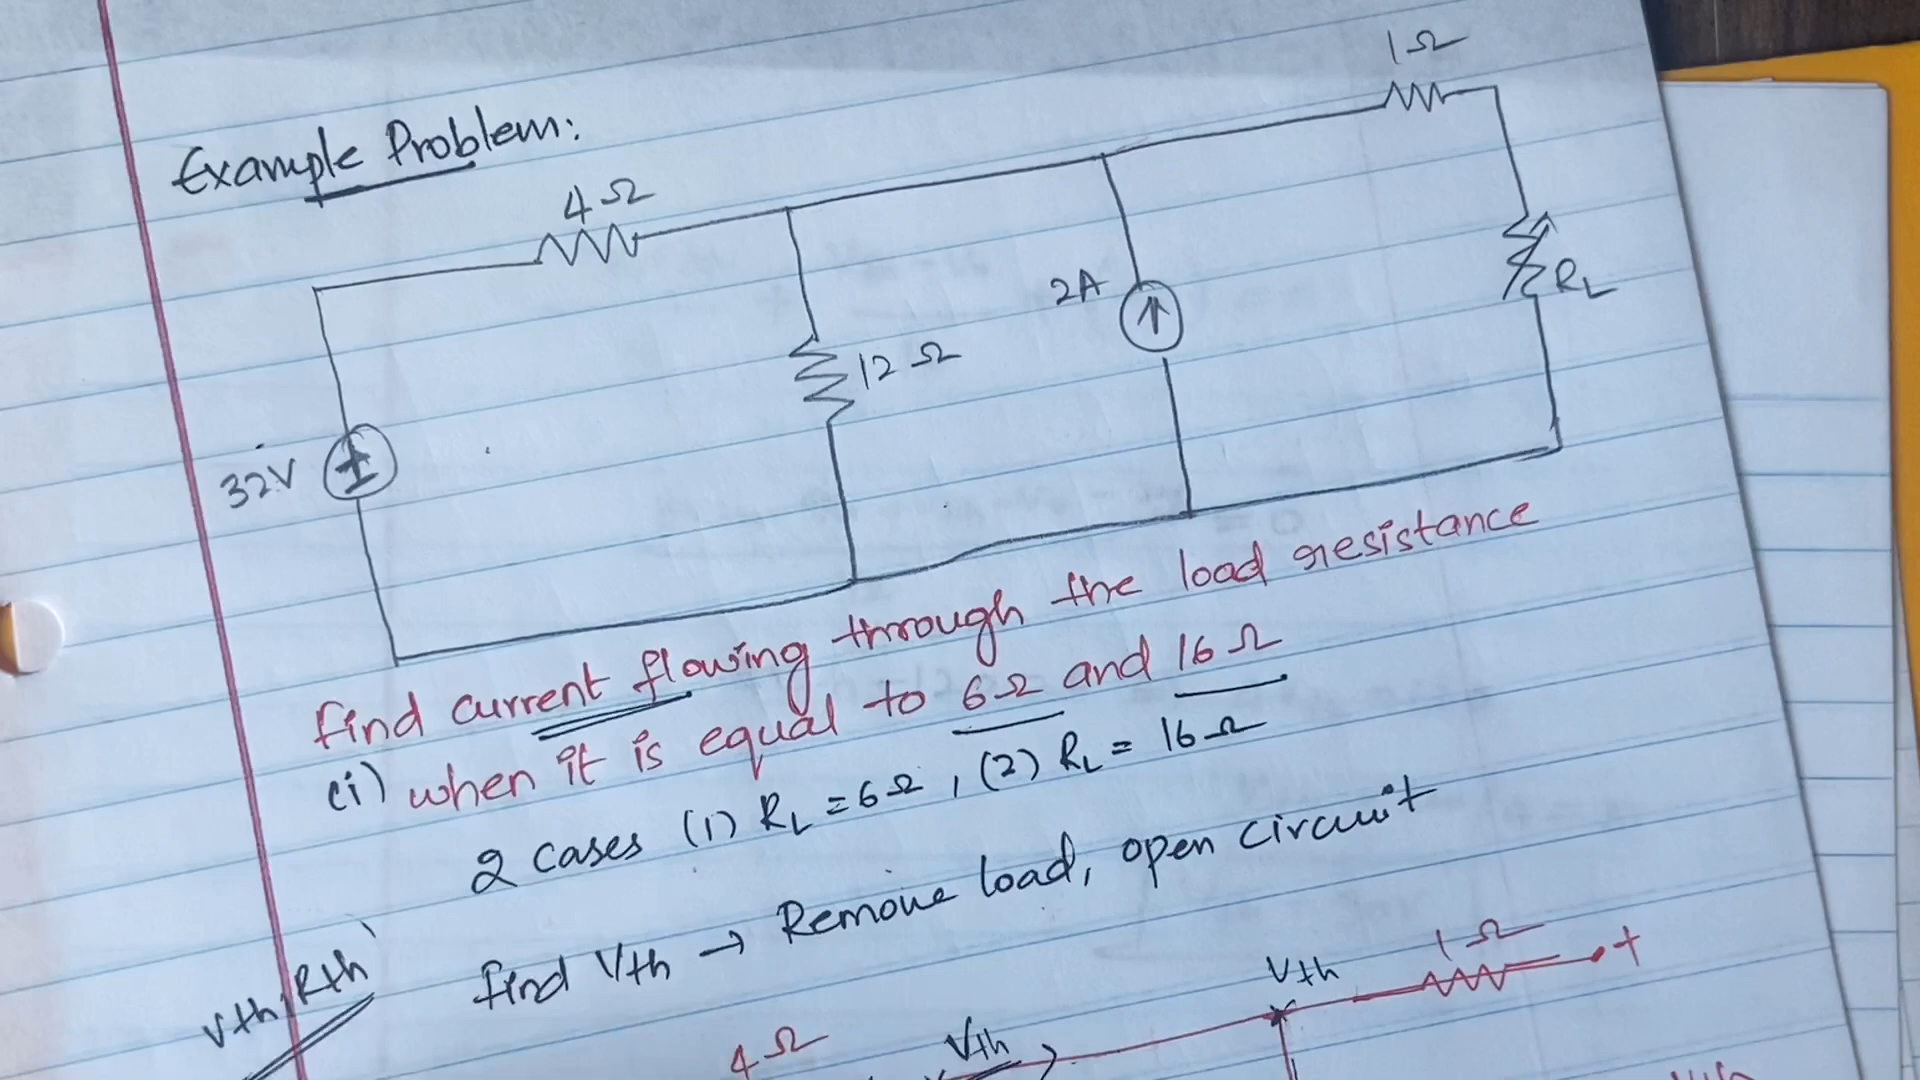 Example Problem:
1Ω
4Ω
2A
RL
12Ω
32V
find current flowing through the load resistance
(i) when it is equal to 6Ω and 16Ω
2 cases (1) RL = 6Ω, (2) RL = 16Ω
Vth, Rth
find Vth → Remove load, open circuit
Vth
1Ω
+
4Ω
Vth